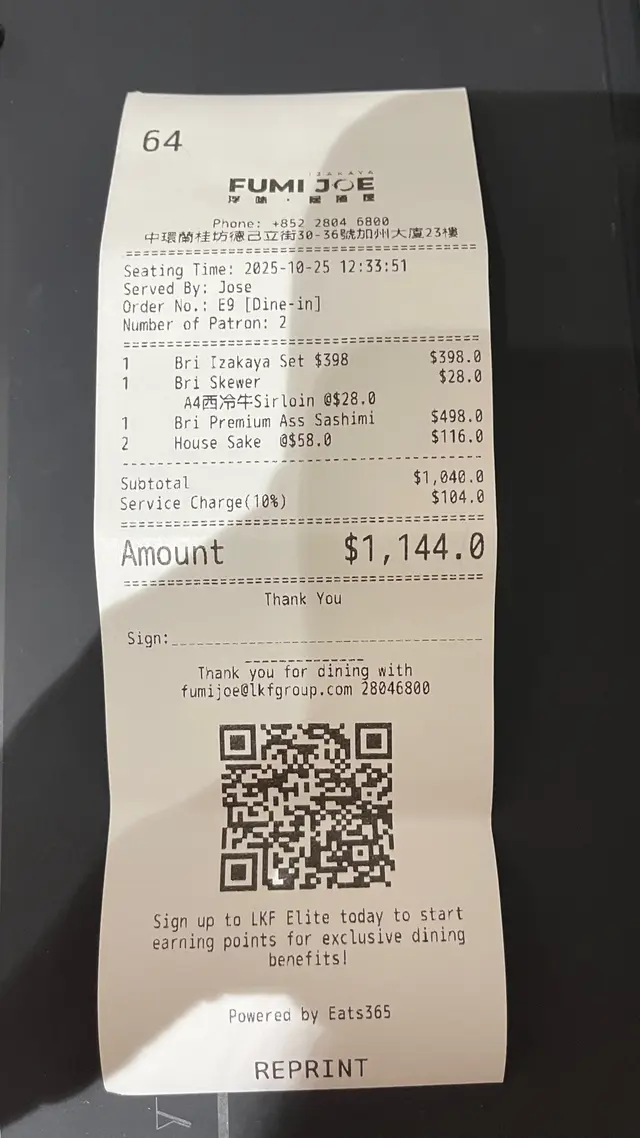 64
IZAKAYA
FUMI JOE
浮 味 · 居 酒 屋
Phone: +852 2804 6800
中環蘭桂坊德己立街30-36號加州大廈23樓
Seating Time: 2025-10-25 12:33:51
Served By: Jose
Order No.: E9 [Dine-in]
Number of Patron: 2
1 Bri Izakaya Set $398 $398.0
1 Bri Skewer $28.0
A4西冷牛Sirloin @$28.0
1 Bri Premium Ass Sashimi $498.0
2 House Sake @$58.0 $116.0
Subtotal $1,040.0
Service Charge(10%) $104.0
Amount $1,144.0
Thank You
Sign:
Thank you for dining with
fumijoe@lkfgroup.com 28046800
Sign up to LKF Elite today to start
earning points for exclusive dining
benefits!
Powered by Eats365
REPRINT